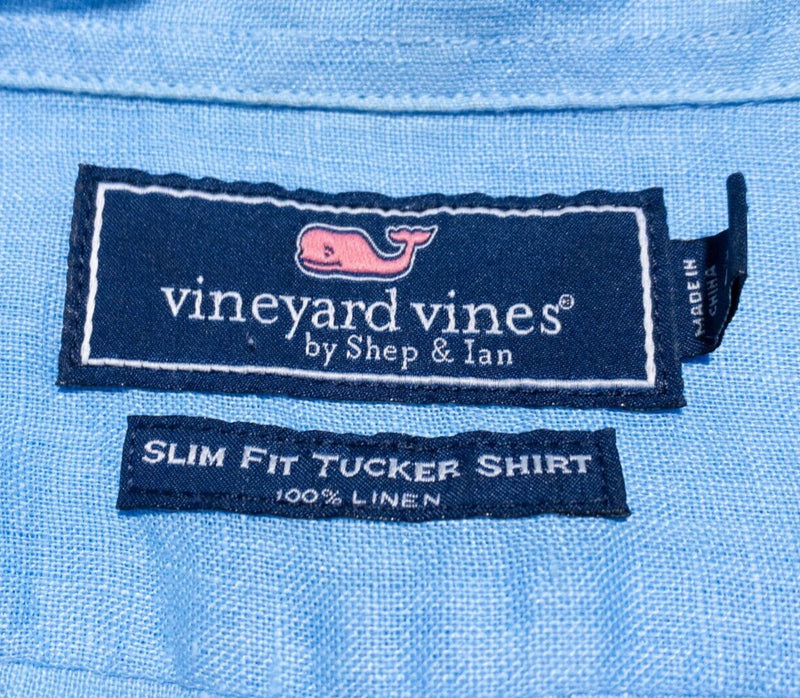 vineyard vines®
by Shep & Ian
MADE IN
CHINA
SLIM FIT TUCKER SHIRT
100% LINEN